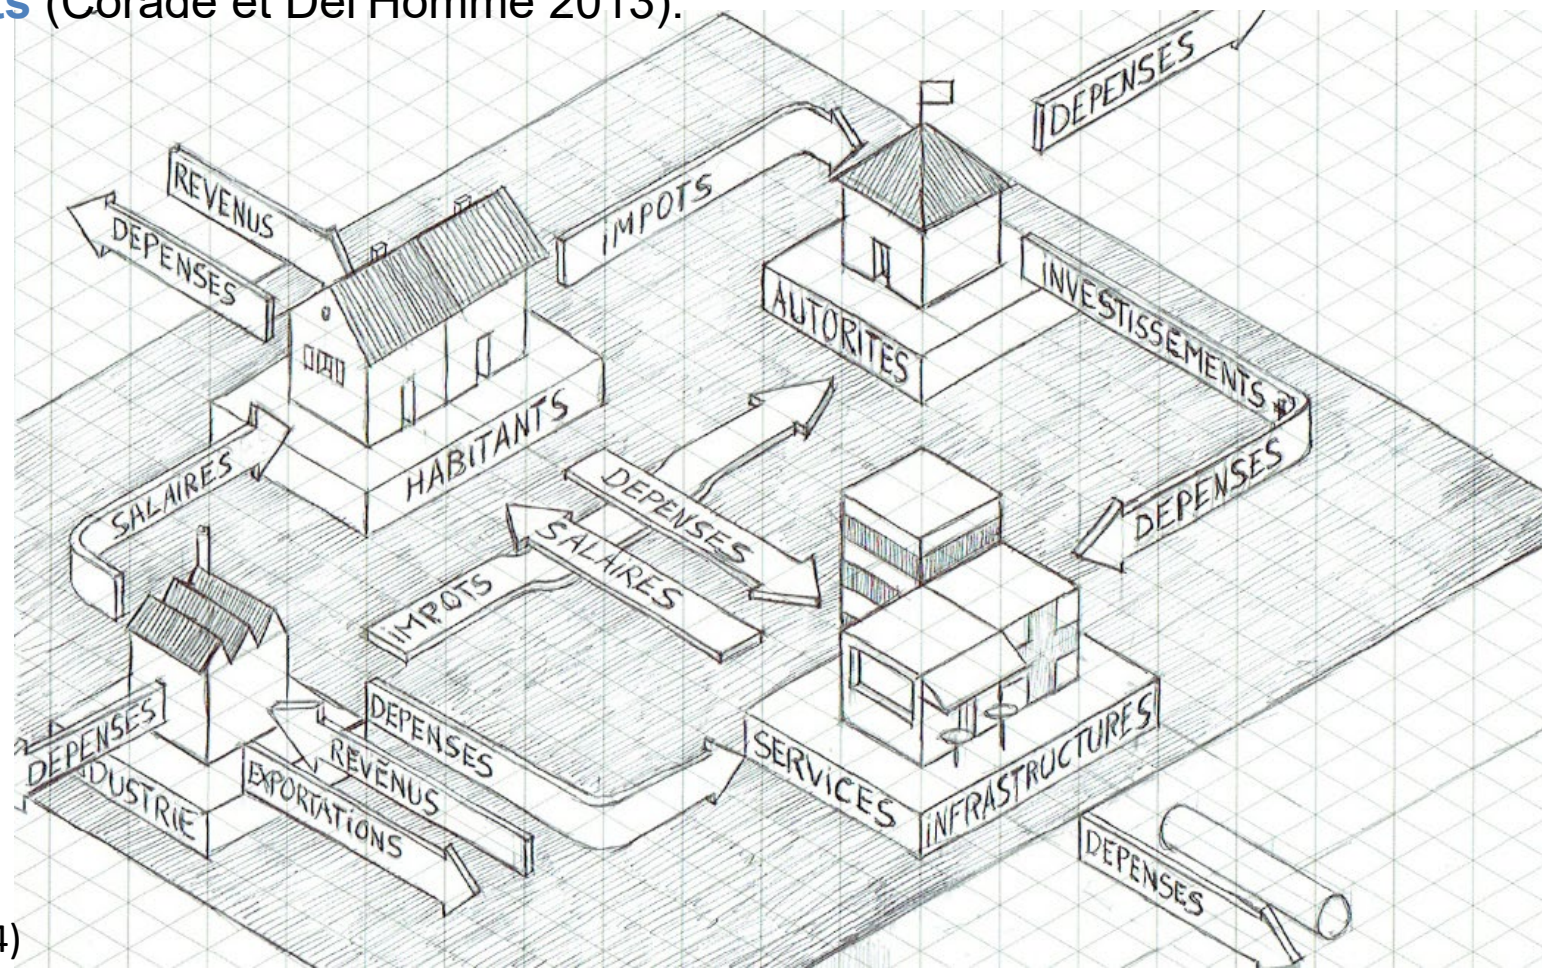 ts (Corade et Del'Homme 2013).
DEPENSES
REVENUS
DEPENSES
iMPOTS
AUTORITES
iNVESTISSEMENTS
DEPENSES
HABITANTS
SALAIRES
DEPENSES
SALAIRES
iMPOTS
DEPENSES
REVENUS
EXPORTATIONS
DEPENSES
DUSTRIE
SERVICES
iNFRASTRUCTURES
DEPENSES
4)